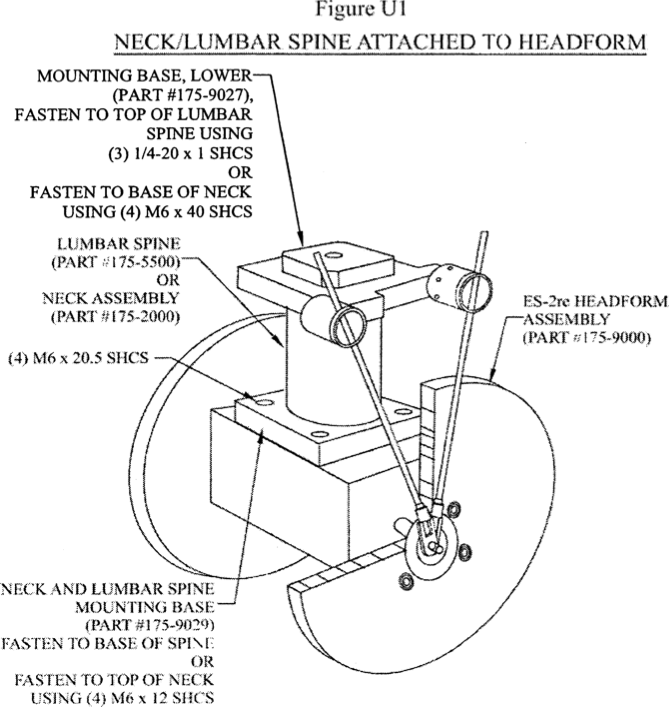 Figure U1
NECK/LUMBAR SPINE ATTACHED TO HEADFORM
MOUNTING BASE, LOWER
(PART #175-9027),
FASTEN TO TOP OF LUMBAR
SPINE USING
(3) 1/4-20 x 1 SHCS
OR
FASTEN TO BASE OF NECK
USING (4) M6 x 40 SHCS
LUMBAR SPINE
(PART #175-5500)
OR
NECK ASSEMBLY
(PART #175-2000)
(4) M6 x 20.5 SHCS
ES-2re HEADFORM
ASSEMBLY
(PART #175-9000)
NECK AND LUMBAR SPINE
MOUNTING BASE
(PART #175-9029)
FASTEN TO BASE OF SPINE
OR
FASTEN TO TOP OF NECK
USING (4) M6 x 12 SHCS